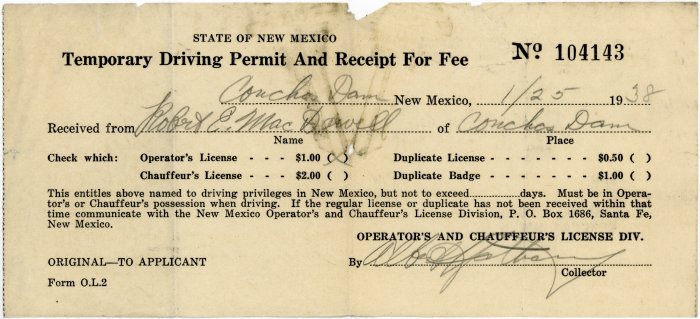 STATE OF NEW MEXICO
Temporary Driving Permit And Receipt For Fee
No 104143
Conchas Dam New Mexico, 1/25 1938
Received from Robert E. MacDowell of Conchas Dam
Name Place
Check which: Operator's License - - - $1.00 (X) Duplicate License - - - - - - - $0.50 ( )
Chauffeur's License - - - $2.00 ( ) Duplicate Badge - - - - - - - $1.00 ( )
This entitles above named to driving privileges in New Mexico, but not to exceed........days. Must be in Opera-
tor's or Chauffeur's possession when driving. If the regular license or duplicate has not been received within that
time communicate with the New Mexico Operator's and Chauffeur's License Division, P. O. Box 1686, Santa Fe,
New Mexico.
OPERATOR'S AND CHAUFFEUR'S LICENSE DIV.
ORIGINAL—TO APPLICANT By
Collector
Form O.L.2